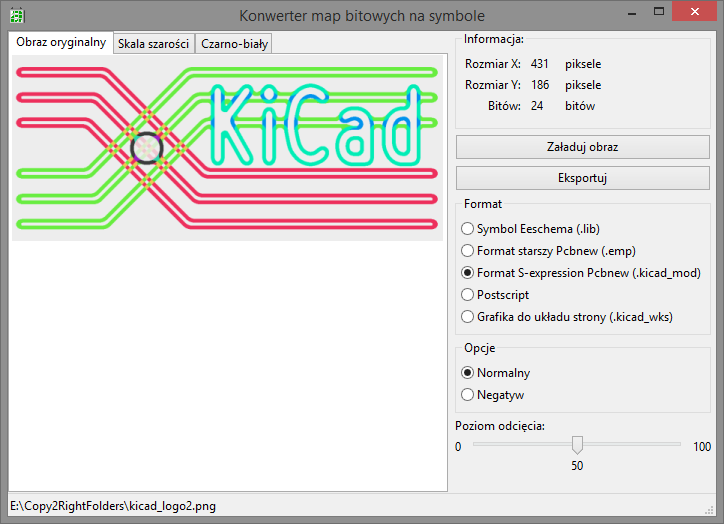 Konwerter map bitowych na symbole
Obraz oryginalny
Skala szarości
Czarno-biały
KiCad
Informacja:
Rozmiar X: 431 piksele
Rozmiar Y: 186 piksele
Bitów: 24 bitów
Załaduj obraz
Eksportuj
Format
Symbol Eeschema (.lib)
Format starszy Pcbnew (.emp)
Format S-expression Pcbnew (.kicad_mod)
Postscript
Grafika do układu strony (.kicad_wks)
Opcje
Normalny
Negatyw
Poziom odcięcia:
0 100
50
E:\Copy2RightFolders\kicad_logo2.png